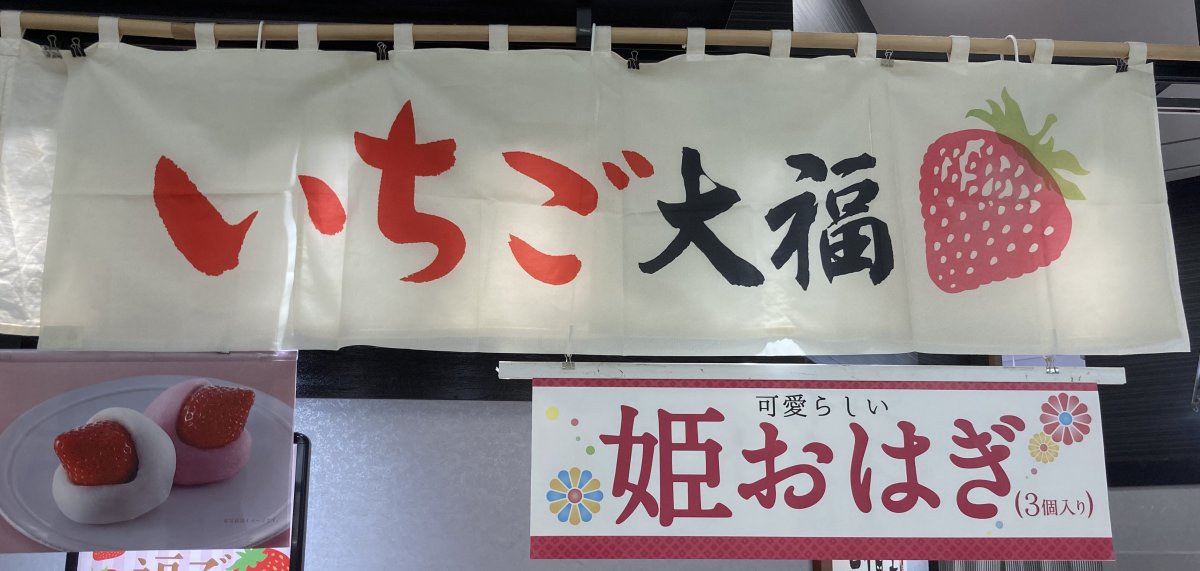 いちご大福
可愛らしい
姫おはぎ
(3個入り)